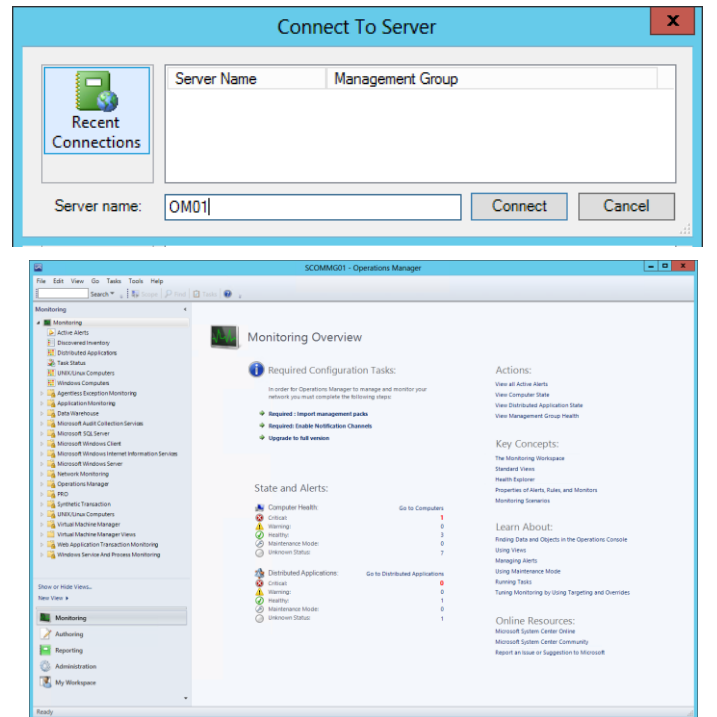 Connect To Server
x
Server Name Management Group
Recent
Connections
Server name: OM01 Connect Cancel
SCOMMG01 - Operations Manager
File Edit View Go Tasks Tools Help
Search Scope Find Tasks
Monitoring
Monitoring
Active Alerts
Discovered Inventory
Distributed Applications
Task Status
UNIX/Linux Computers
Windows Computers
Agentless Exception Monitoring
Application Monitoring
Data Warehouse
Microsoft Audit Collection Services
Microsoft SQL Server
Microsoft Windows Client
Microsoft Windows Internet Information Services
Microsoft Windows Server
Network Monitoring
Operations Manager
PRO
Synthetic Transaction
UNIX/Linux Computers
Virtual Machine Manager
Virtual Machine Manager Views
Web Application Transaction Monitoring
Windows Service And Process Monitoring
Show or Hide Views...
New View
Monitoring
Authoring
Reporting
Administration
My Workspace
Ready
Monitoring Overview
Required Configuration Tasks:
In order for Operations Manager to manage and monitor your
network you must complete the following steps:
Required : Import management packs
Required: Enable Notification Channels
Upgrade to full version
State and Alerts:
Computer Health: Go to Computers
Critical: 1
Warning: 0
Healthy: 3
Maintenance Mode: 0
Unknown Status: 7
Distributed Applications: Go to Distributed Applications
Critical: 0
Warning: 0
Healthy: 1
Maintenance Mode: 0
Unknown Status: 1
Actions:
View all Active Alerts
View Computer State
View Distributed Application State
View Management Group Health
Key Concepts:
The Monitoring Workspace
Standard Views
Health Explorer
Properties of Alerts, Rules, and Monitors
Monitoring Scenarios
Learn About:
Finding Data and Objects in the Operations Console
Using Views
Managing Alerts
Using Maintenance Mode
Running Tasks
Tuning Monitoring by Using Targeting and Overrides
Online Resources:
Microsoft System Center Online
Microsoft System Center Community
Report an Issue or Suggestion to Microsoft